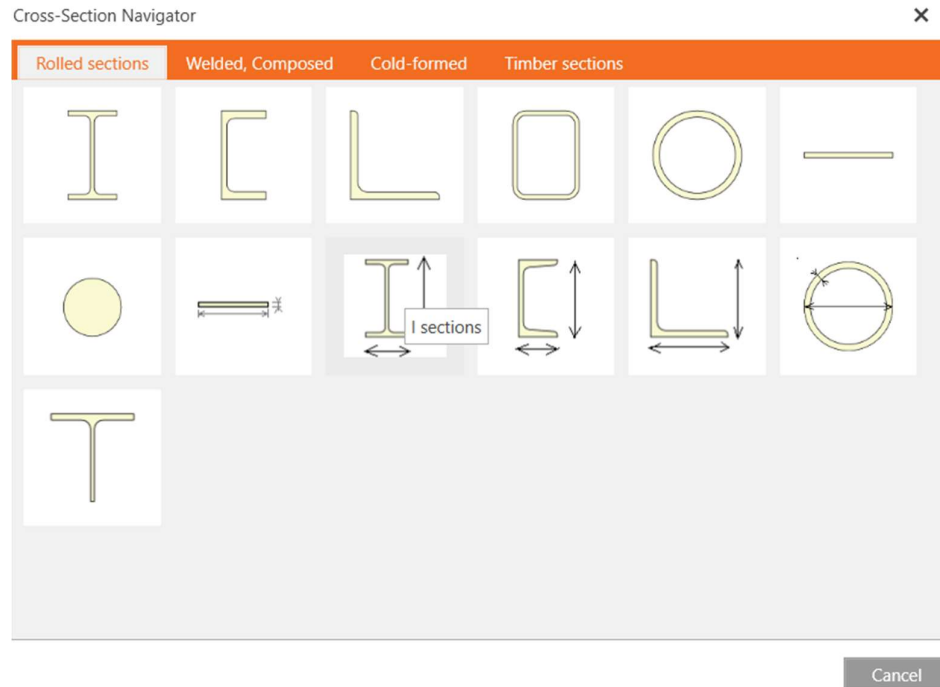 Cross-Section Navigator
Rolled sections Welded, Composed Cold-formed Timber sections
I sections
Cancel